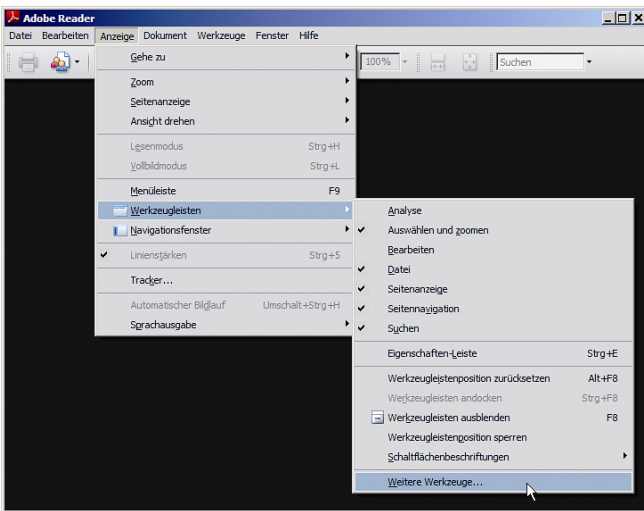 Adobe Reader
Datei Bearbeiten Anzeige Dokument Werkzeuge Fenster Hilfe
100% Suchen
Gehe zu
Zoom
Seitenanzeige
Ansicht drehen
Lesenmodus Strg+H
Vollbildmodus Strg+L
Menüleiste F9
Werkzeugleisten
Navigationsfenster
Linienstärken Strg+5
Tracker...
Automatischer Bildlauf Umschalt+Strg+H
Sprachausgabe
Analyse
Auswählen und zoomen
Bearbeiten
Datei
Seitenanzeige
Seitennavigation
Suchen
Eigenschaften-Leiste Strg+E
Werkzeugleistenposition zurücksetzen Alt+F8
Werkzeugleisten andocken Strg+F8
Werkzeugleisten ausblenden F8
Werkzeugleistenposition sperren
Schaltflächenbeschriftungen
Weitere Werkzeuge...